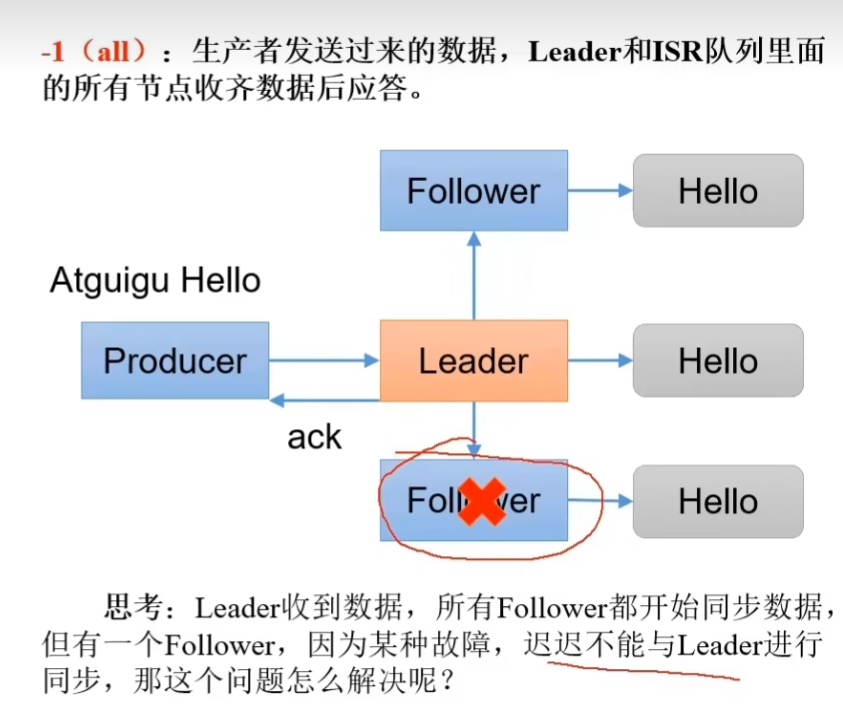 -1（all）：生产者发送过来的数据，Leader和ISR队列里面
的所有节点收齐数据后应答。
Follower
Hello
Atguigu Hello
Producer
Leader
Hello
ack
Follower
Hello
思考：Leader收到数据，所有Follower都开始同步数据，
但有一个Follower，因为某种故障，迟迟不能与Leader进行
同步，那这个问题怎么解决呢？